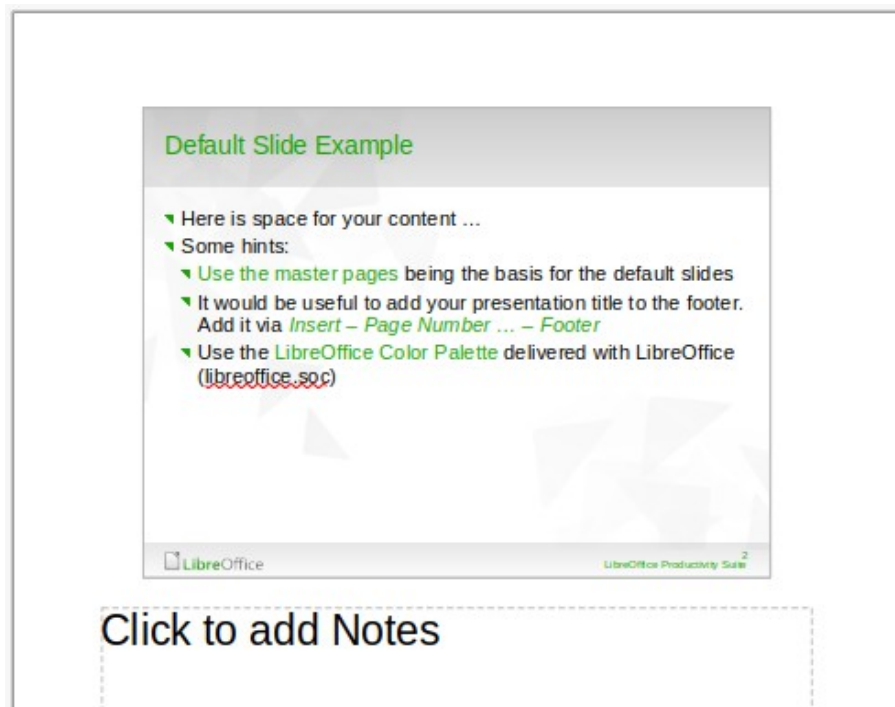 Default Slide Example
Here is space for your content …
Some hints:
Use the master pages being the basis for the default slides
It would be useful to add your presentation title to the footer.
Add it via Insert – Page Number … – Footer
Use the LibreOffice Color Palette delivered with LibreOffice
(libreoffice.soc)
LibreOffice
LibreOffice Productivity Suite
2
Click to add Notes